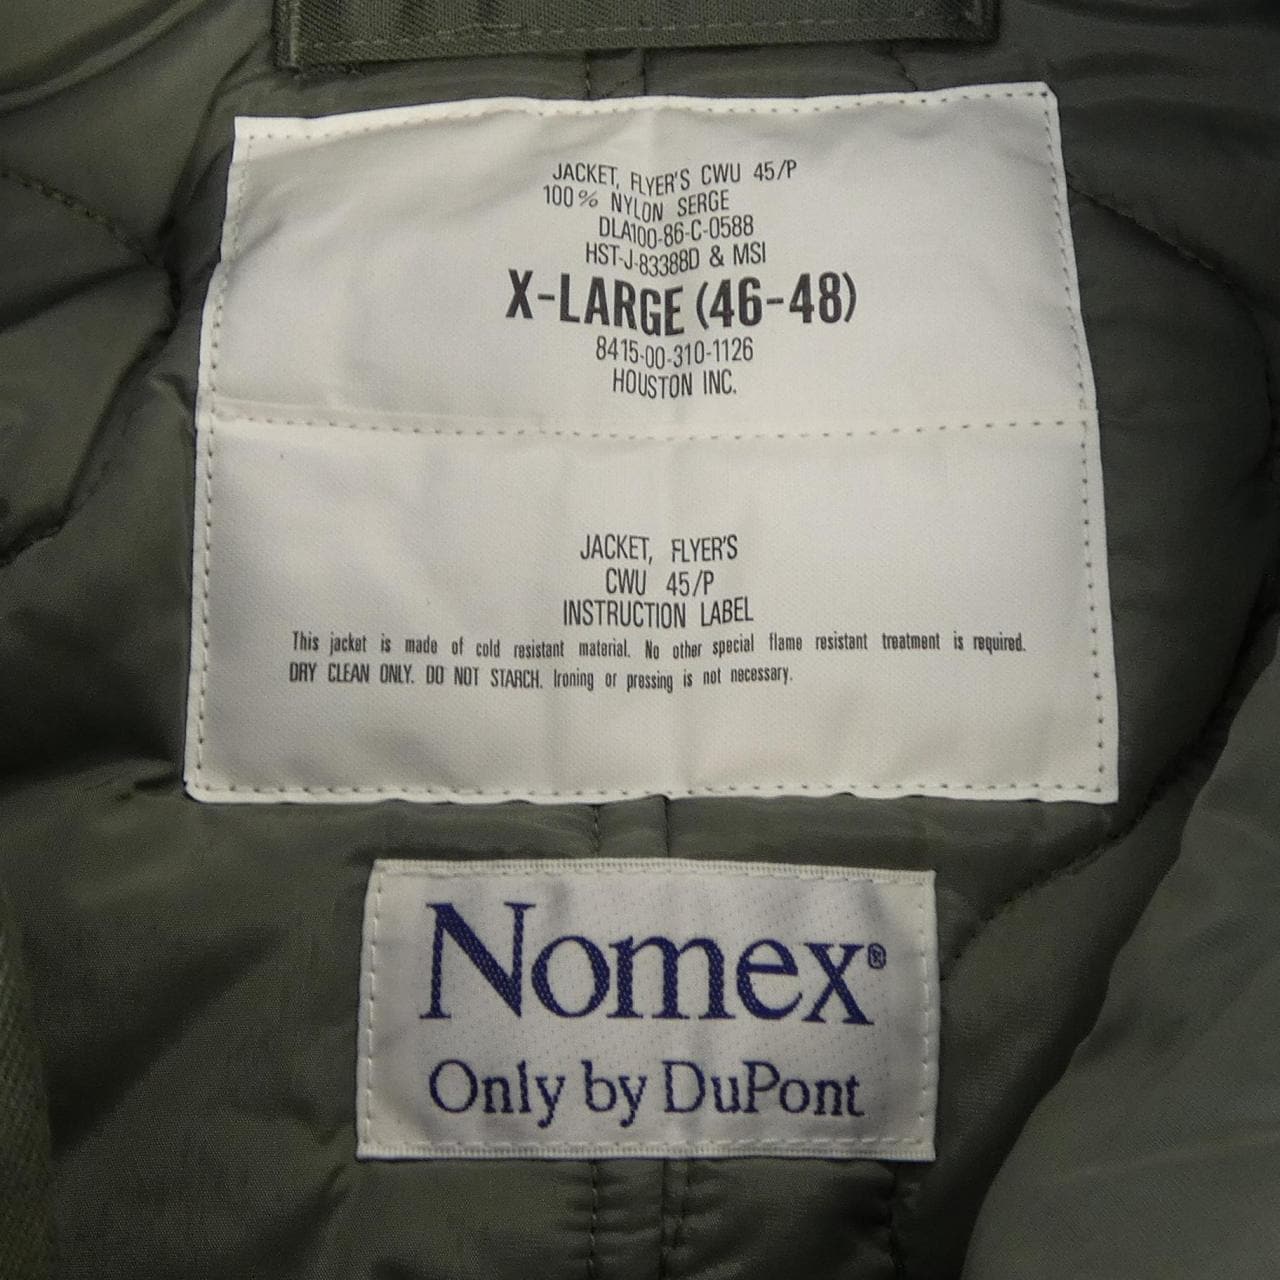 JACKET, FLYER'S CWU 45/P
100% NYLON SERGE
DLA100-86-C-0588
HST-J-83388D & MSI
X-LARGE (46-48)
8415-00-310-1126
HOUSTON INC.
JACKET, FLYER'S
CWU 45/P
INSTRUCTION LABEL
This jacket is made of cold resistant material. No other special flame resistant treatment is required.
DRY CLEAN ONLY. DO NOT STARCH. Ironing or pressing is not necessary.
Nomex®
Only by DuPont